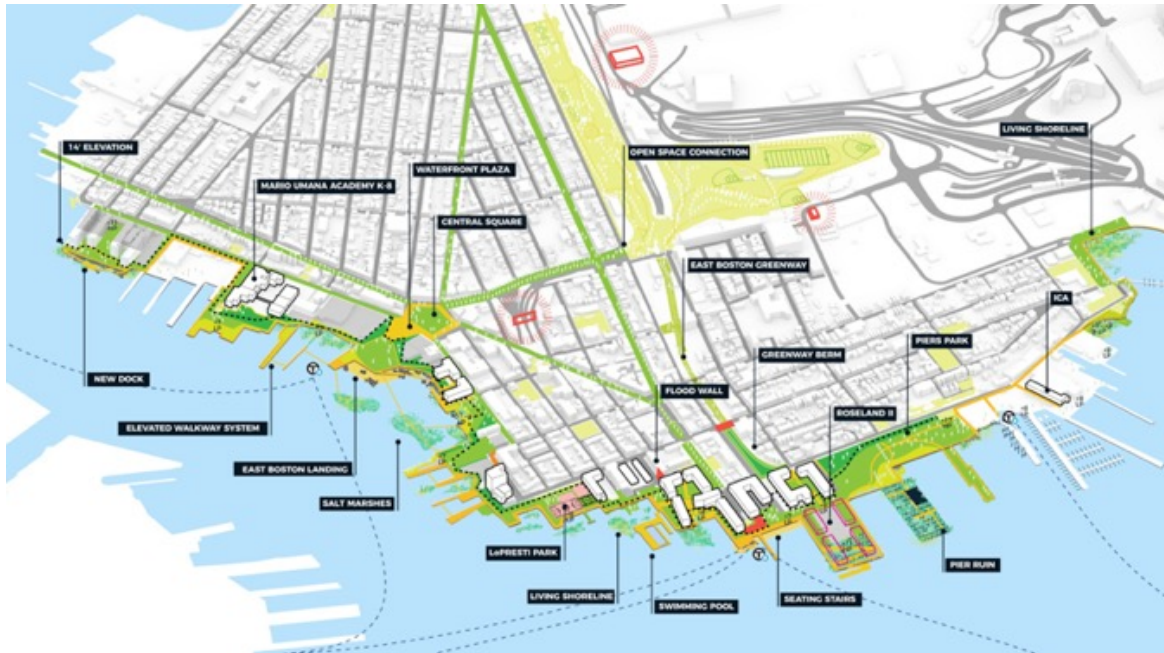 LIVING SHORELINE
14' ELEVATION
OPEN SPACE CONNECTION
WATERFRONT PLAZA
MARIO UMANA ACADEMY K-8
CENTRAL SQUARE
EAST BOSTON GREENWAY
ICA
GREENWAY BERM
PIERS PARK
NEW DOCK
FLOOD WALL
ROSELAND II
ELEVATED WALKWAY SYSTEM
EAST BOSTON LANDING
SALT MARSHES
LoPRESTI PARK
PIER RUIN
LIVING SHORELINE
SEATING STAIRS
SWIMMING POOL